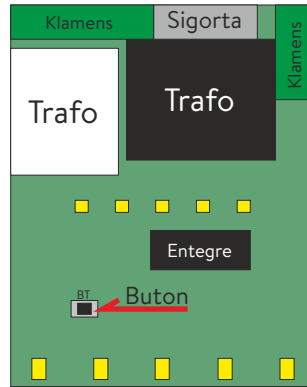 Klamens
Sigorta
Klamens
Trafo
Trafo
Entegre
BT
Buton